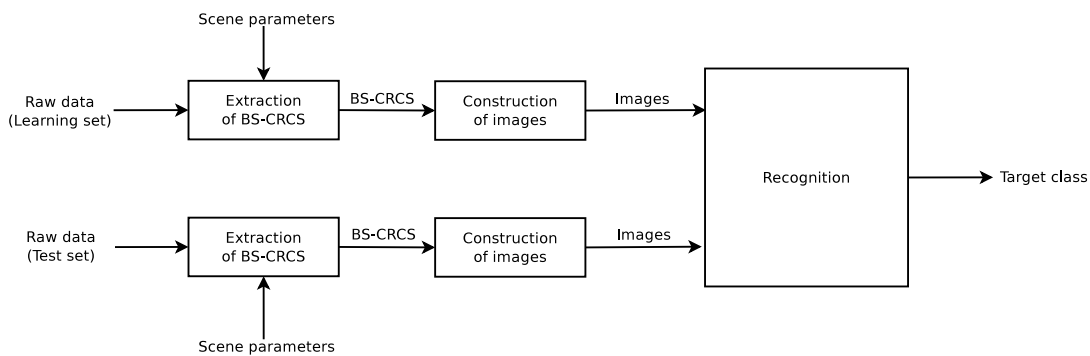 Scene parameters
Raw data
(Learning set)
Extraction
of BS-CRCS
BS-CRCS
Construction
of images
Images
Recognition
Target class
Raw data
(Test set)
Extraction
of BS-CRCS
BS-CRCS
Construction
of images
Images
Scene parameters